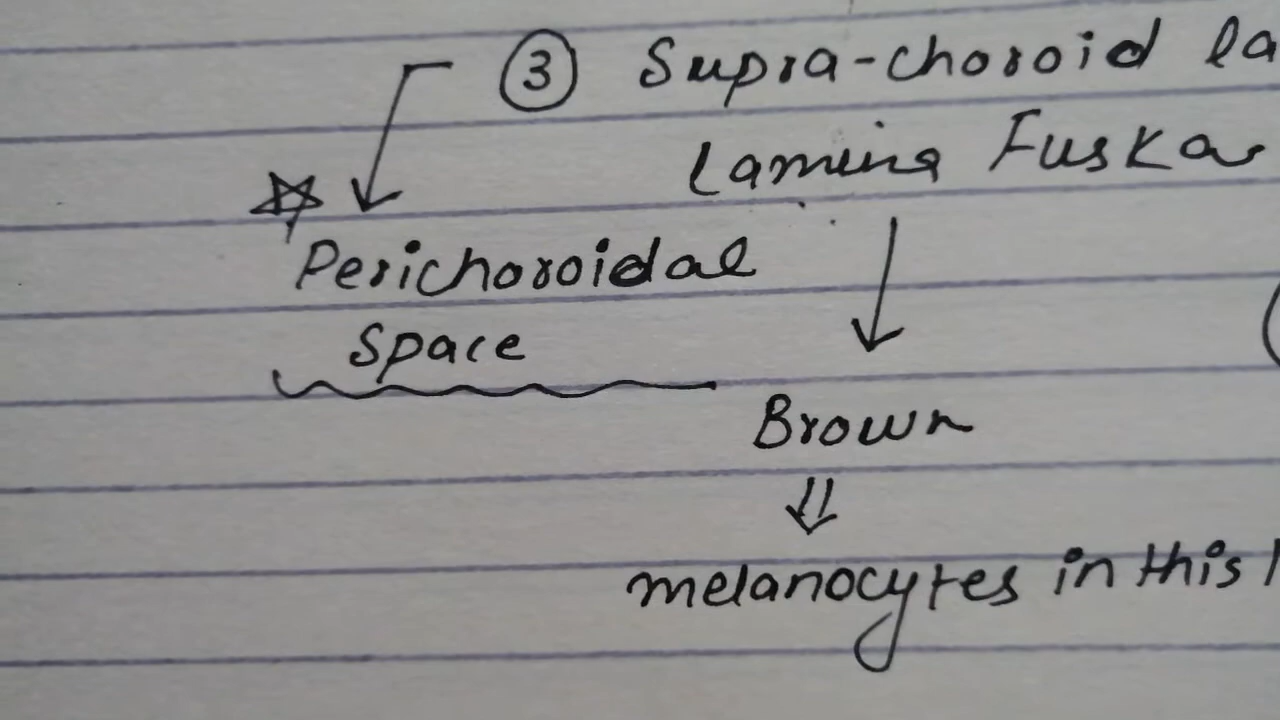 ③ Supra-choroid la
Lamina Fuska
Perichoroidal
Space
Brown
melanocytes in this